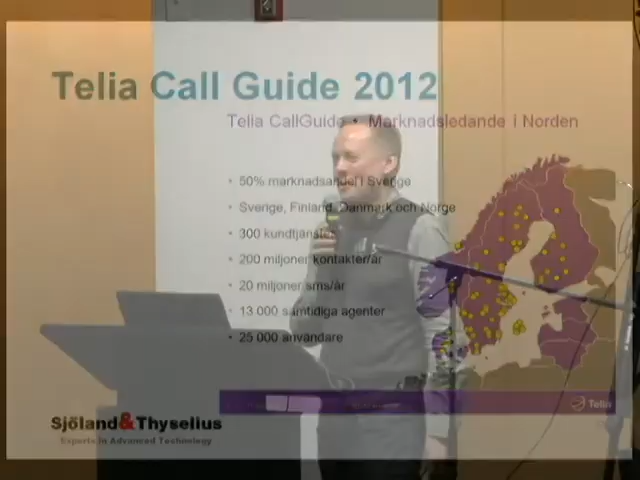 Telia Call Guide 2012
Telia CallGuide • Marknadsledande i Norden
• 50% marknadsandel i Sverige
• Sverige, Finland, Danmark och Norge
• 300 kundtjänster
• 200 miljoner kontakter/år
• 20 miljoner sms/år
• 13 000 samtidiga agenter
• 25 000 användare
Telia
Sjöland&Thyselius
Experts in Advanced Technology